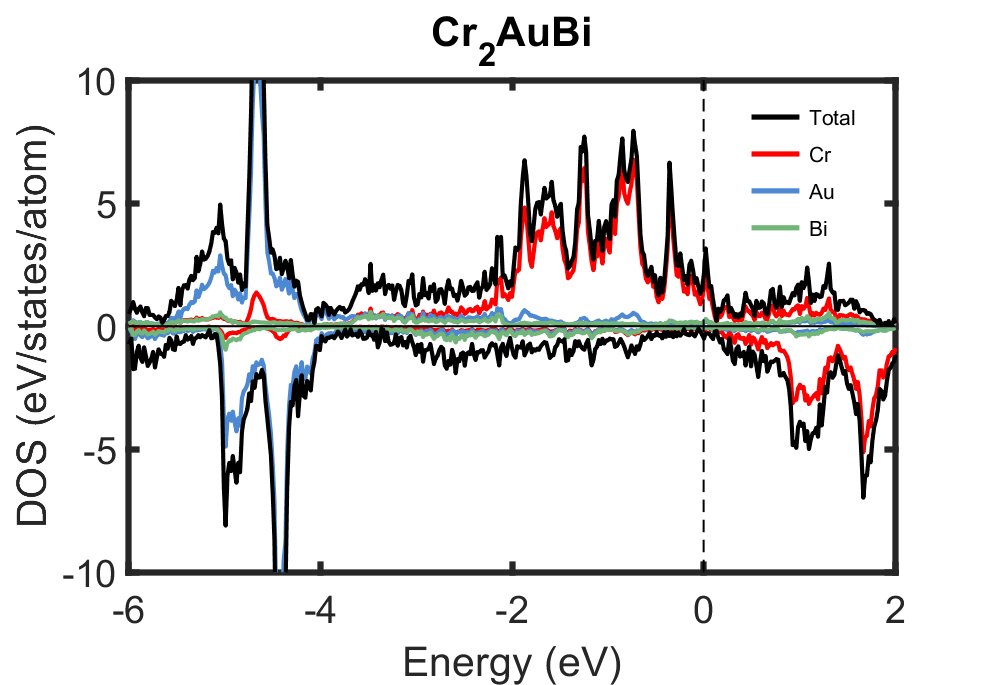 Cr2AuBi
10
5
0
-5
-10
DOS (eV/states/atom)
Total
Cr
Au
Bi
-6
-4
-2
0
2
Energy (eV)